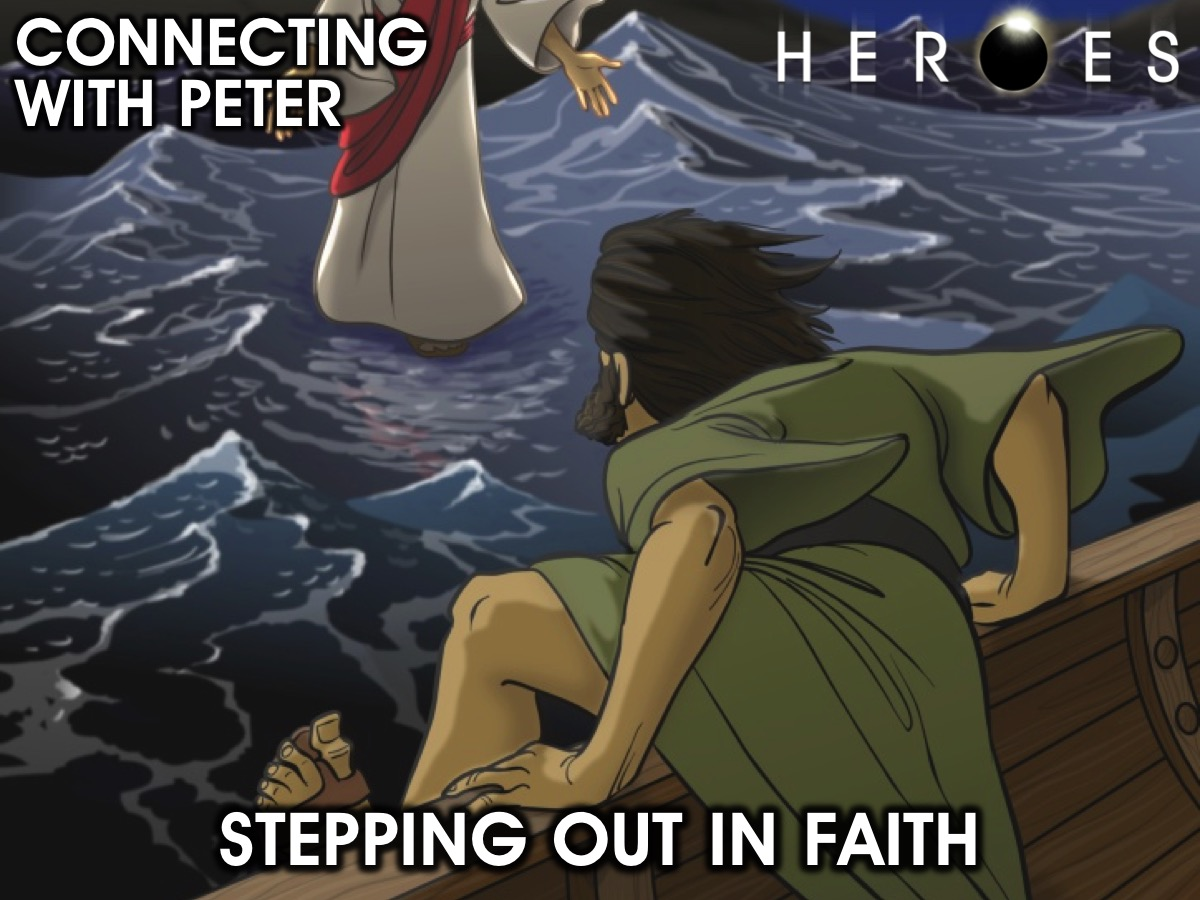 CONNECTING
WITH PETER
HEROES
STEPPING OUT IN FAITH